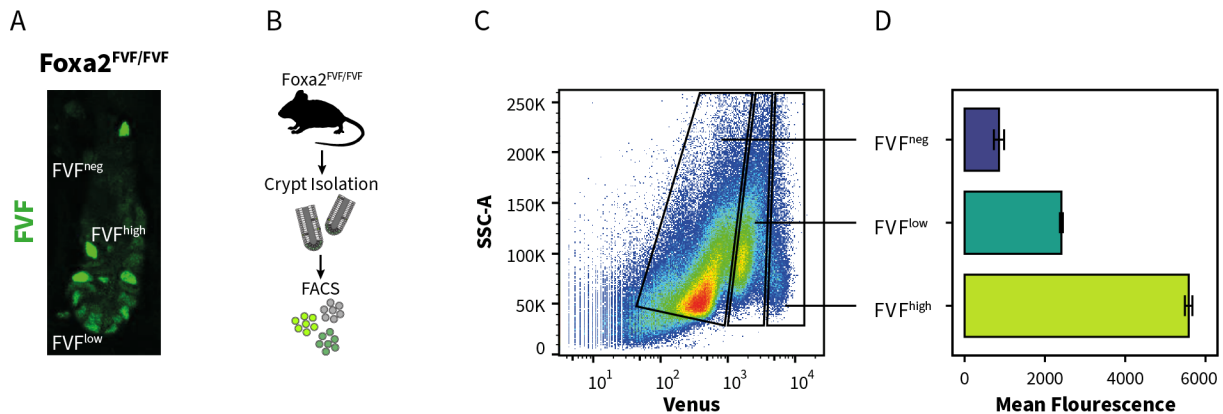 A
Foxa2FVF/FVF
FVF
FVFneg
FVFhigh
FVFlow
B
Foxa2FVF/FVF
Crypt Isolation
FACS
C
SSC-A
250K
200K
150K
100K
50K
0
101 102 103 104
Venus
FVFneg
FVFlow
FVFhigh
D
0 2000 4000 6000
Mean Flourescence